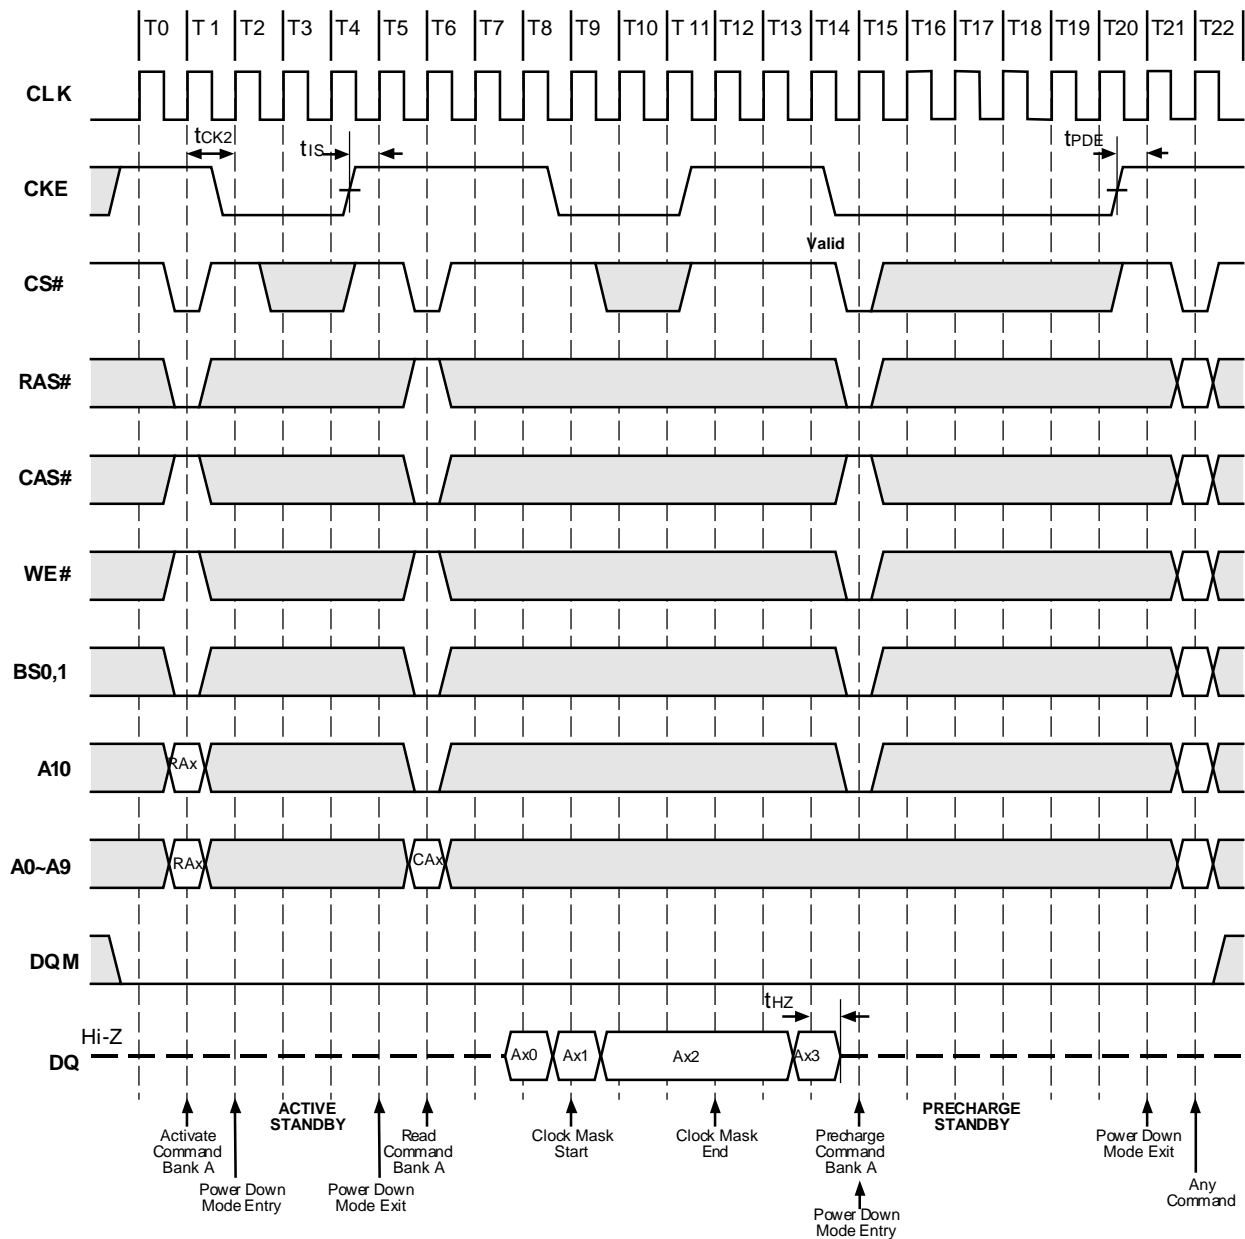 T0 T 1 T2 T3 T4 T5 T6 T7 T8 T9 T10 T 11 T12 T13 T14 T15 T16 T17 T18 T19 T20 T21 T22
CLK
tCK2
tIS
tPDE
CKE
Valid
CS#
RAS#
CAS#
WE#
BS0,1
A10
RAx
A0~A9
RAx
CAx
DQM
tHZ
Hi-Z
DQ
Ax0
Ax1
Ax2
Ax3
ACTIVE
STANDBY
PRECHARGE
STANDBY
Activate
Command
Bank A
Power Down
Mode Entry
Power Down
Mode Exit
Read
Command
Bank A
Clock Mask
Start
Clock Mask
End
Precharge
Command
Bank A
Power Down
Mode Entry
Power Down
Mode Exit
Any
Command